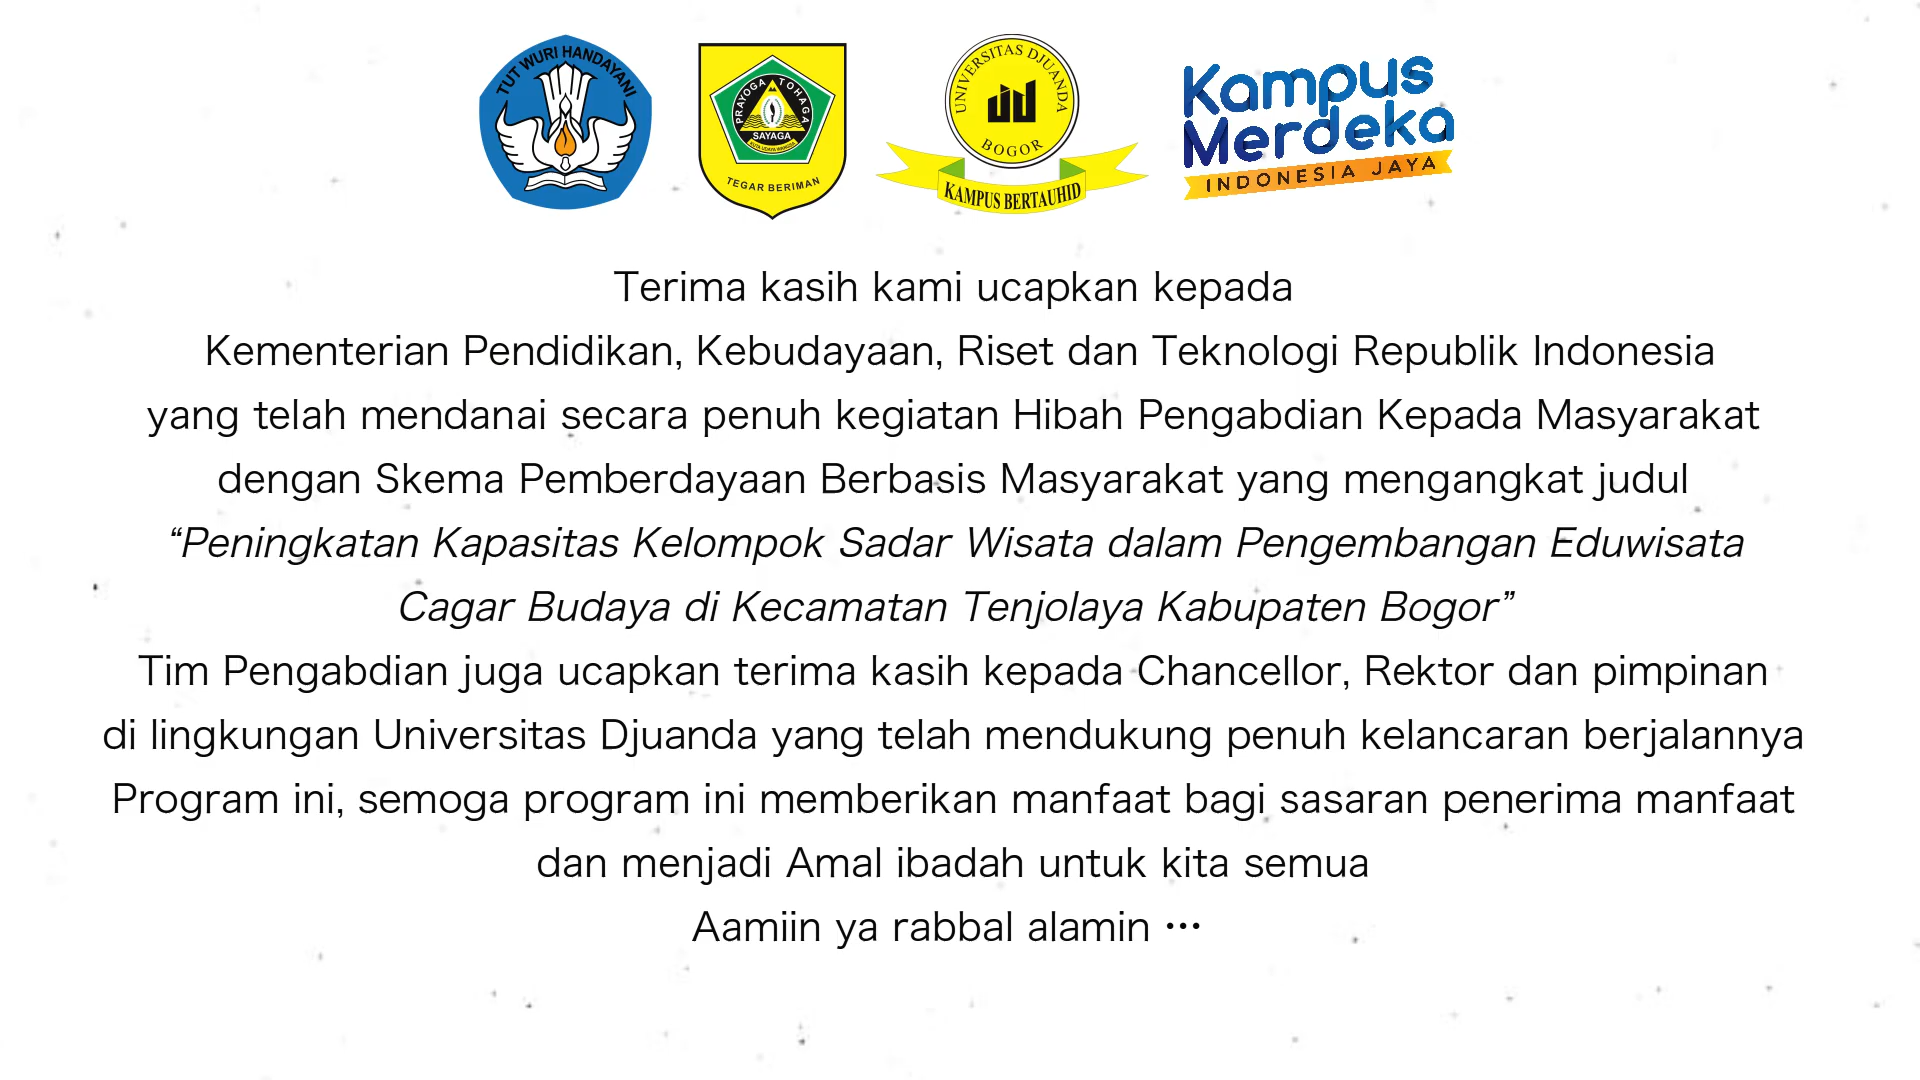 TUT WURI HANDAYANI
PRAYOGA TOHAGA
SAYAGA
KUTA UDAYA WANGSA
TEGAR BERIMAN
UNIVERSITAS DJUANDA
BOGOR
KAMPUS BERTAUHID
Kampus
Merdeka
INDONESIA JAYA
Terima kasih kami ucapkan kepada
Kementerian Pendidikan, Kebudayaan, Riset dan Teknologi Republik Indonesia
yang telah mendanai secara penuh kegiatan Hibah Pengabdian Kepada Masyarakat
dengan Skema Pemberdayaan Berbasis Masyarakat yang mengangkat judul
“Peningkatan Kapasitas Kelompok Sadar Wisata dalam Pengembangan Eduwisata
Cagar Budaya di Kecamatan Tenjolaya Kabupaten Bogor”
Tim Pengabdian juga ucapkan terima kasih kepada Chancellor, Rektor dan pimpinan
di lingkungan Universitas Djuanda yang telah mendukung penuh kelancaran berjalannya
Program ini, semoga program ini memberikan manfaat bagi sasaran penerima manfaat
dan menjadi Amal ibadah untuk kita semua
Aamiin ya rabbal alamin …